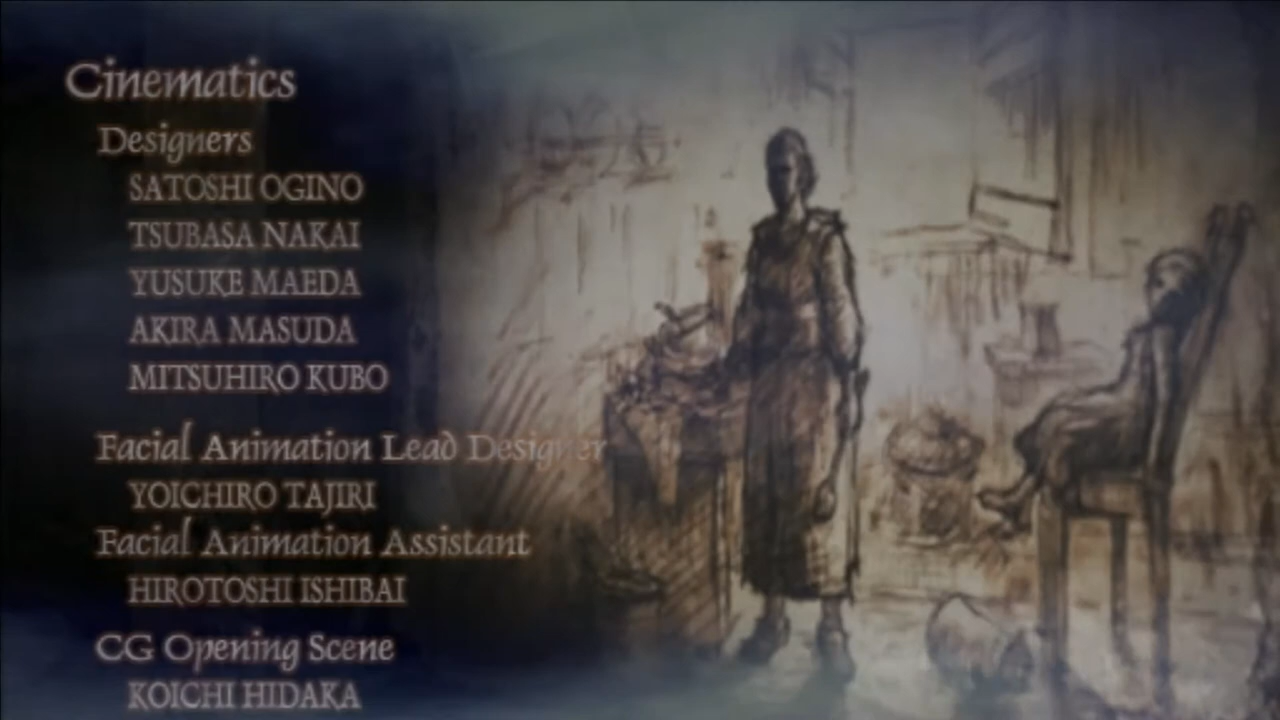 Cinematics
Designers
SATOSHI OGINO
TSUBASA NAKAI
YUSUKE MAEDA
AKIRA MASUDA
MITSUHIRO KUBO
Facial Animation Lead Designer
YOICHIRO TAJIRI
Facial Animation Assistant
HIROTOSHI ISHIBAI
CG Opening Scene
KOICHI HIDAKA